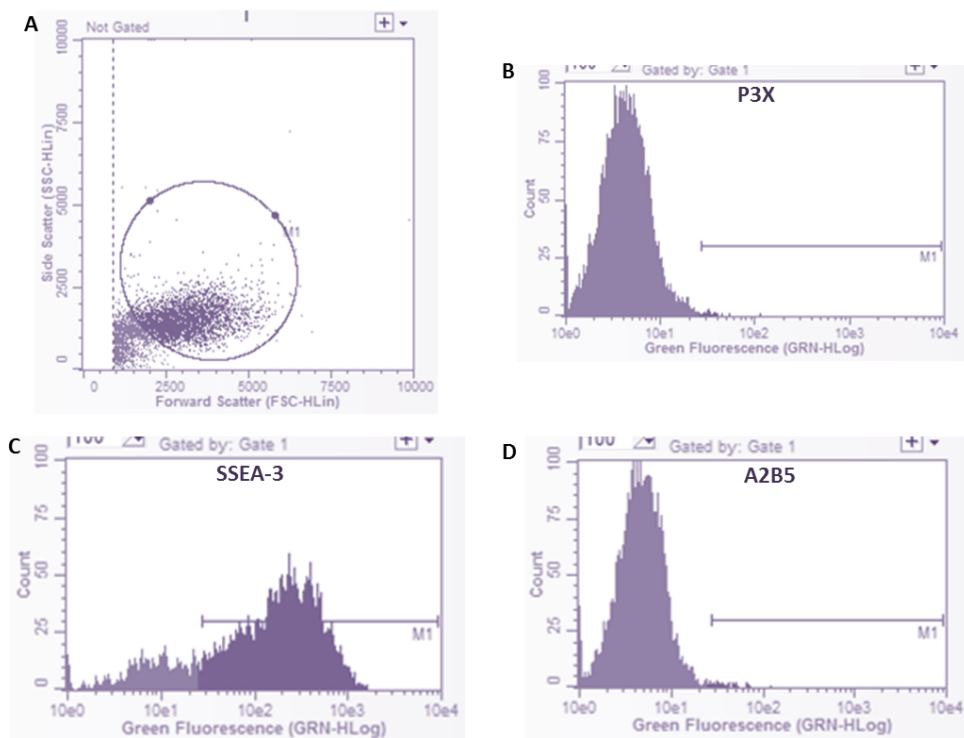 A
Not Gated
+
10000
7500
5000
2500
0
Side Scatter (SSC-HLin)
M1
0 2500 5000 7500 10000
Forward Scatter (FSC-HLin)
B
100 Gated by: Gate 1 +
P3X
100
75
50
25
0
Count
M1
10e0 10e1 10e2 10e3 10e4
Green Fluorescence (GRN-HLog)
C
100 Gated by: Gate 1 +
SSEA-3
100
75
50
25
0
Count
M1
10e0 10e1 10e2 10e3 10e4
Green Fluorescence (GRN-HLog)
D
100 Gated by: Gate 1 +
A2B5
100
75
50
25
0
Count
M1
10e0 10e1 10e2 10e3 10e4
Green Fluorescence (GRN-HLog)